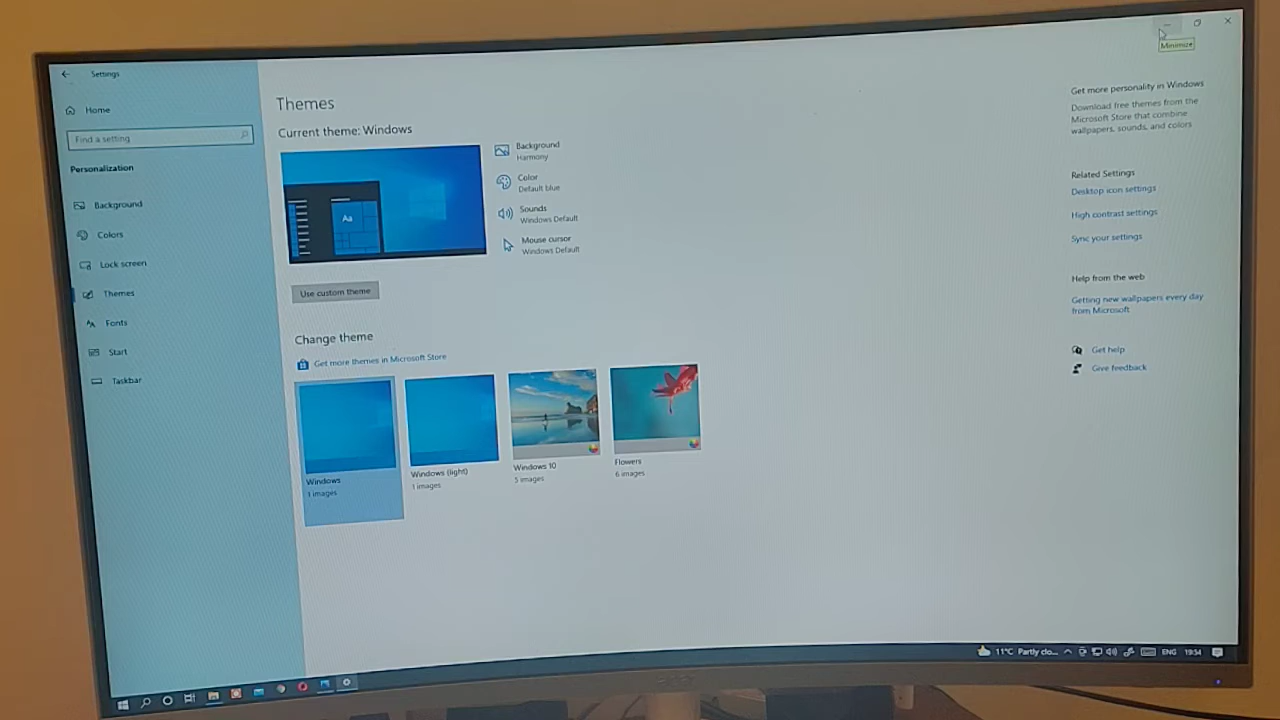 Settings
Minimize
Home
Find a setting
Personalization
Background
Colors
Lock screen
Themes
Fonts
Start
Taskbar
Themes
Current theme: Windows
Aa
Background
Harmony
Color
Default blue
Sounds
Windows Default
Mouse cursor
Windows Default
Use custom theme
Change theme
Get more themes in Microsoft Store
Windows
1 images
Windows (light)
1 images
Windows 10
5 images
Flowers
6 images
Get more personality in Windows
Download free themes from the
Microsoft Store that combine
wallpapers, sounds, and colors
Related Settings
Desktop icon settings
High contrast settings
Sync your settings
Help from the web
Getting new wallpapers every day
from Microsoft
Get help
Give feedback
11°C Partly clo... ENG 19:34